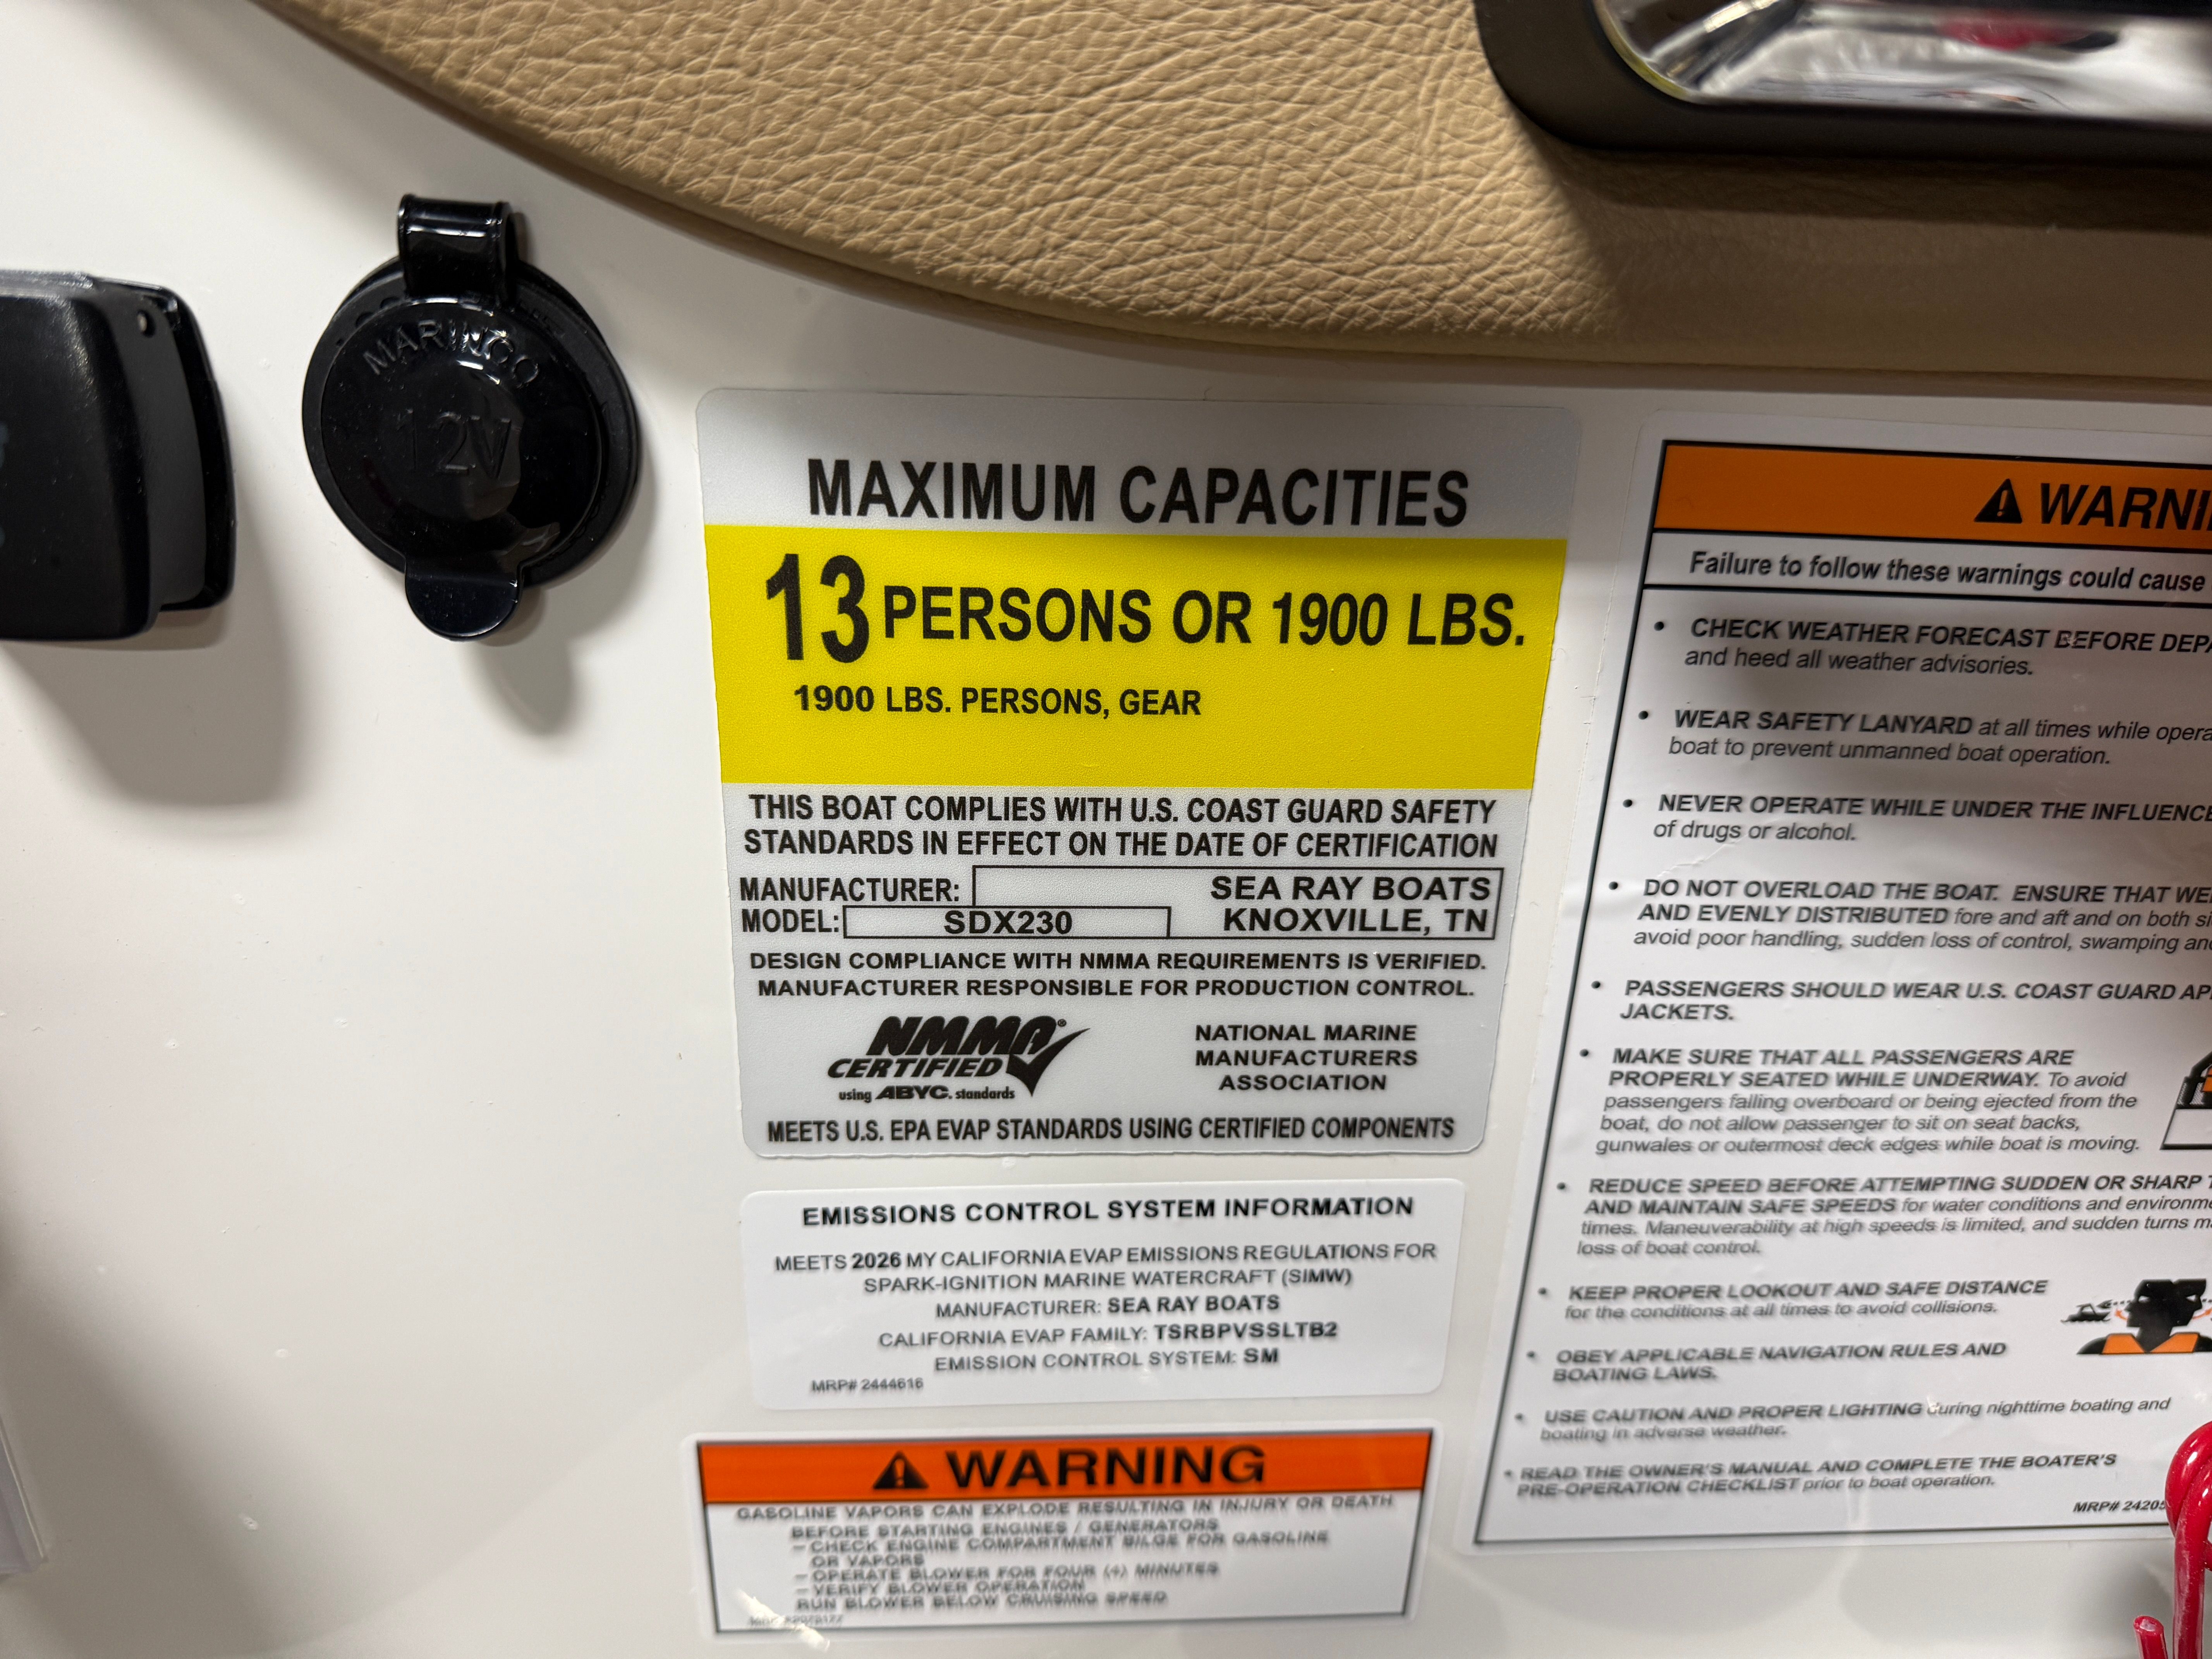 MARINCO
12V
MAXIMUM CAPACITIES
13 PERSONS OR 1900 LBS.
1900 LBS. PERSONS, GEAR
THIS BOAT COMPLIES WITH U.S. COAST GUARD SAFETY
STANDARDS IN EFFECT ON THE DATE OF CERTIFICATION
MANUFACTURER: SEA RAY BOATS
MODEL: SDX230 KNOXVILLE, TN
DESIGN COMPLIANCE WITH NMMA REQUIREMENTS IS VERIFIED.
MANUFACTURER RESPONSIBLE FOR PRODUCTION CONTROL.
NMMA®
CERTIFIED
using ABYC. standards
NATIONAL MARINE
MANUFACTURERS
ASSOCIATION
MEETS U.S. EPA EVAP STANDARDS USING CERTIFIED COMPONENTS
EMISSIONS CONTROL SYSTEM INFORMATION
MEETS 2026 MY CALIFORNIA EVAP EMISSIONS REGULATIONS FOR
SPARK-IGNITION MARINE WATERCRAFT (SIMW)
MANUFACTURER: SEA RAY BOATS
CALIFORNIA EVAP FAMILY: TSRBPVSSLTB2
EMISSION CONTROL SYSTEM: SM
MRP# 2444616
WARNING
GASOLINE VAPORS CAN EXPLODE RESULTING IN INJURY OR DEATH
BEFORE STARTING ENGINES / GENERATORS
– CHECK ENGINE COMPARTMENT BILGE FOR GASOLINE
OR VAPORS
– OPERATE BLOWER FOR FOUR (4) MINUTES
– VERIFY BLOWER OPERATION
RUN BLOWER BELOW CRUISING SPEED
WARNI
Failure to follow these warnings could cause
• CHECK WEATHER FORECAST BEFORE DEPA
and heed all weather advisories.
• WEAR SAFETY LANYARD at all times while opera
boat to prevent unmanned boat operation.
• NEVER OPERATE WHILE UNDER THE INFLUENCE
of drugs or alcohol.
• DO NOT OVERLOAD THE BOAT. ENSURE THAT WEI
AND EVENLY DISTRIBUTED fore and aft and on both si
avoid poor handling, sudden loss of control, swamping and
• PASSENGERS SHOULD WEAR U.S. COAST GUARD AP
JACKETS.
• MAKE SURE THAT ALL PASSENGERS ARE
PROPERLY SEATED WHILE UNDERWAY. To avoid
passengers falling overboard or being ejected from the
boat, do not allow passenger to sit on seat backs,
gunwales or outermost deck edges while boat is moving.
• REDUCE SPEED BEFORE ATTEMPTING SUDDEN OR SHARP T
AND MAINTAIN SAFE SPEEDS for water conditions and environme
times. Maneuverability at high speeds is limited, and sudden turns m
loss of boat control.
• KEEP PROPER LOOKOUT AND SAFE DISTANCE
for the conditions at all times to avoid collisions.
• OBEY APPLICABLE NAVIGATION RULES AND
BOATING LAWS.
• USE CAUTION AND PROPER LIGHTING during nighttime boating and
boating in adverse weather.
• READ THE OWNER'S MANUAL AND COMPLETE THE BOATER'S
PRE-OPERATION CHECKLIST prior to boat operation.
MRP# 24205